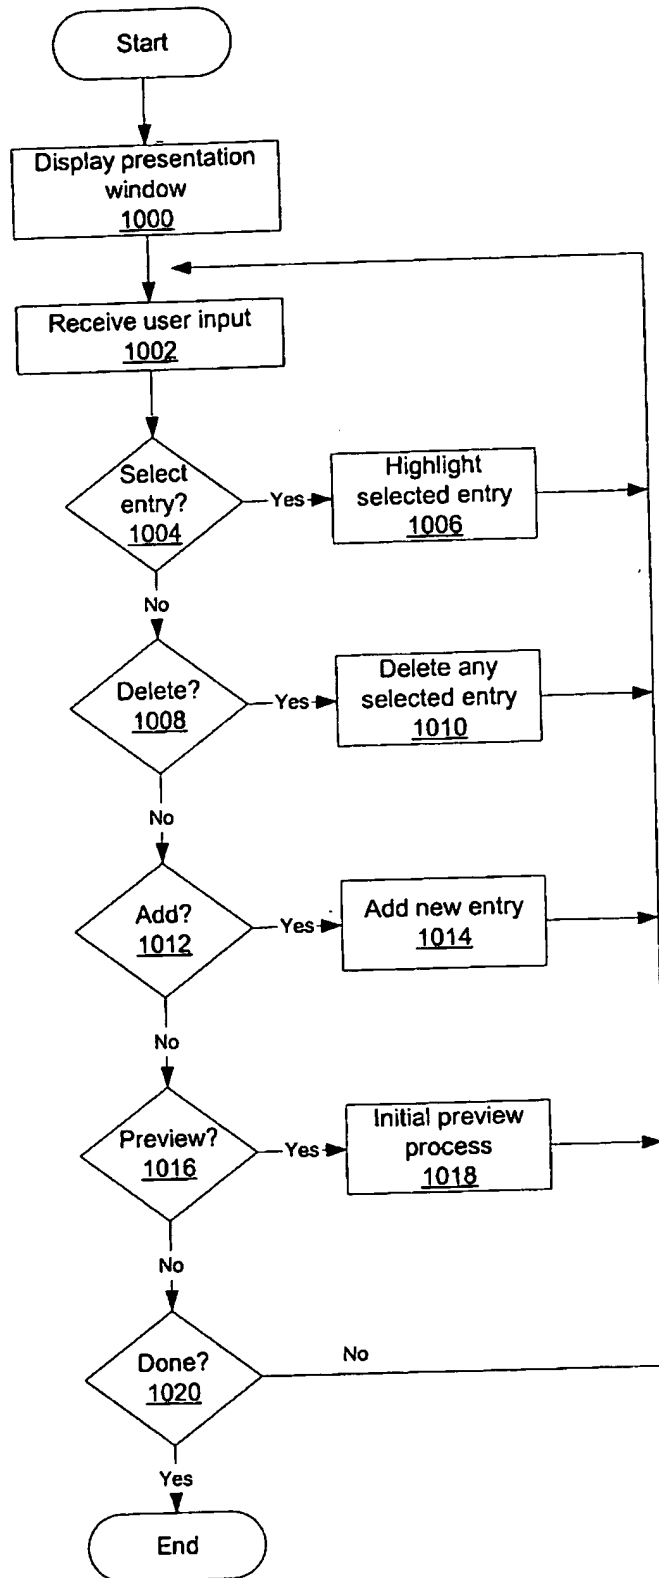 Start
Display presentation
window
1000
Receive user input
1002
Select
entry?
1004
Yes
Highlight
selected entry
1006
No
Delete?
1008
Yes
Delete any
selected entry
1010
No
Add?
1012
Yes
Add new entry
1014
No
Preview?
1016
Yes
Initial preview
process
1018
No
Done?
1020
No
Yes
End